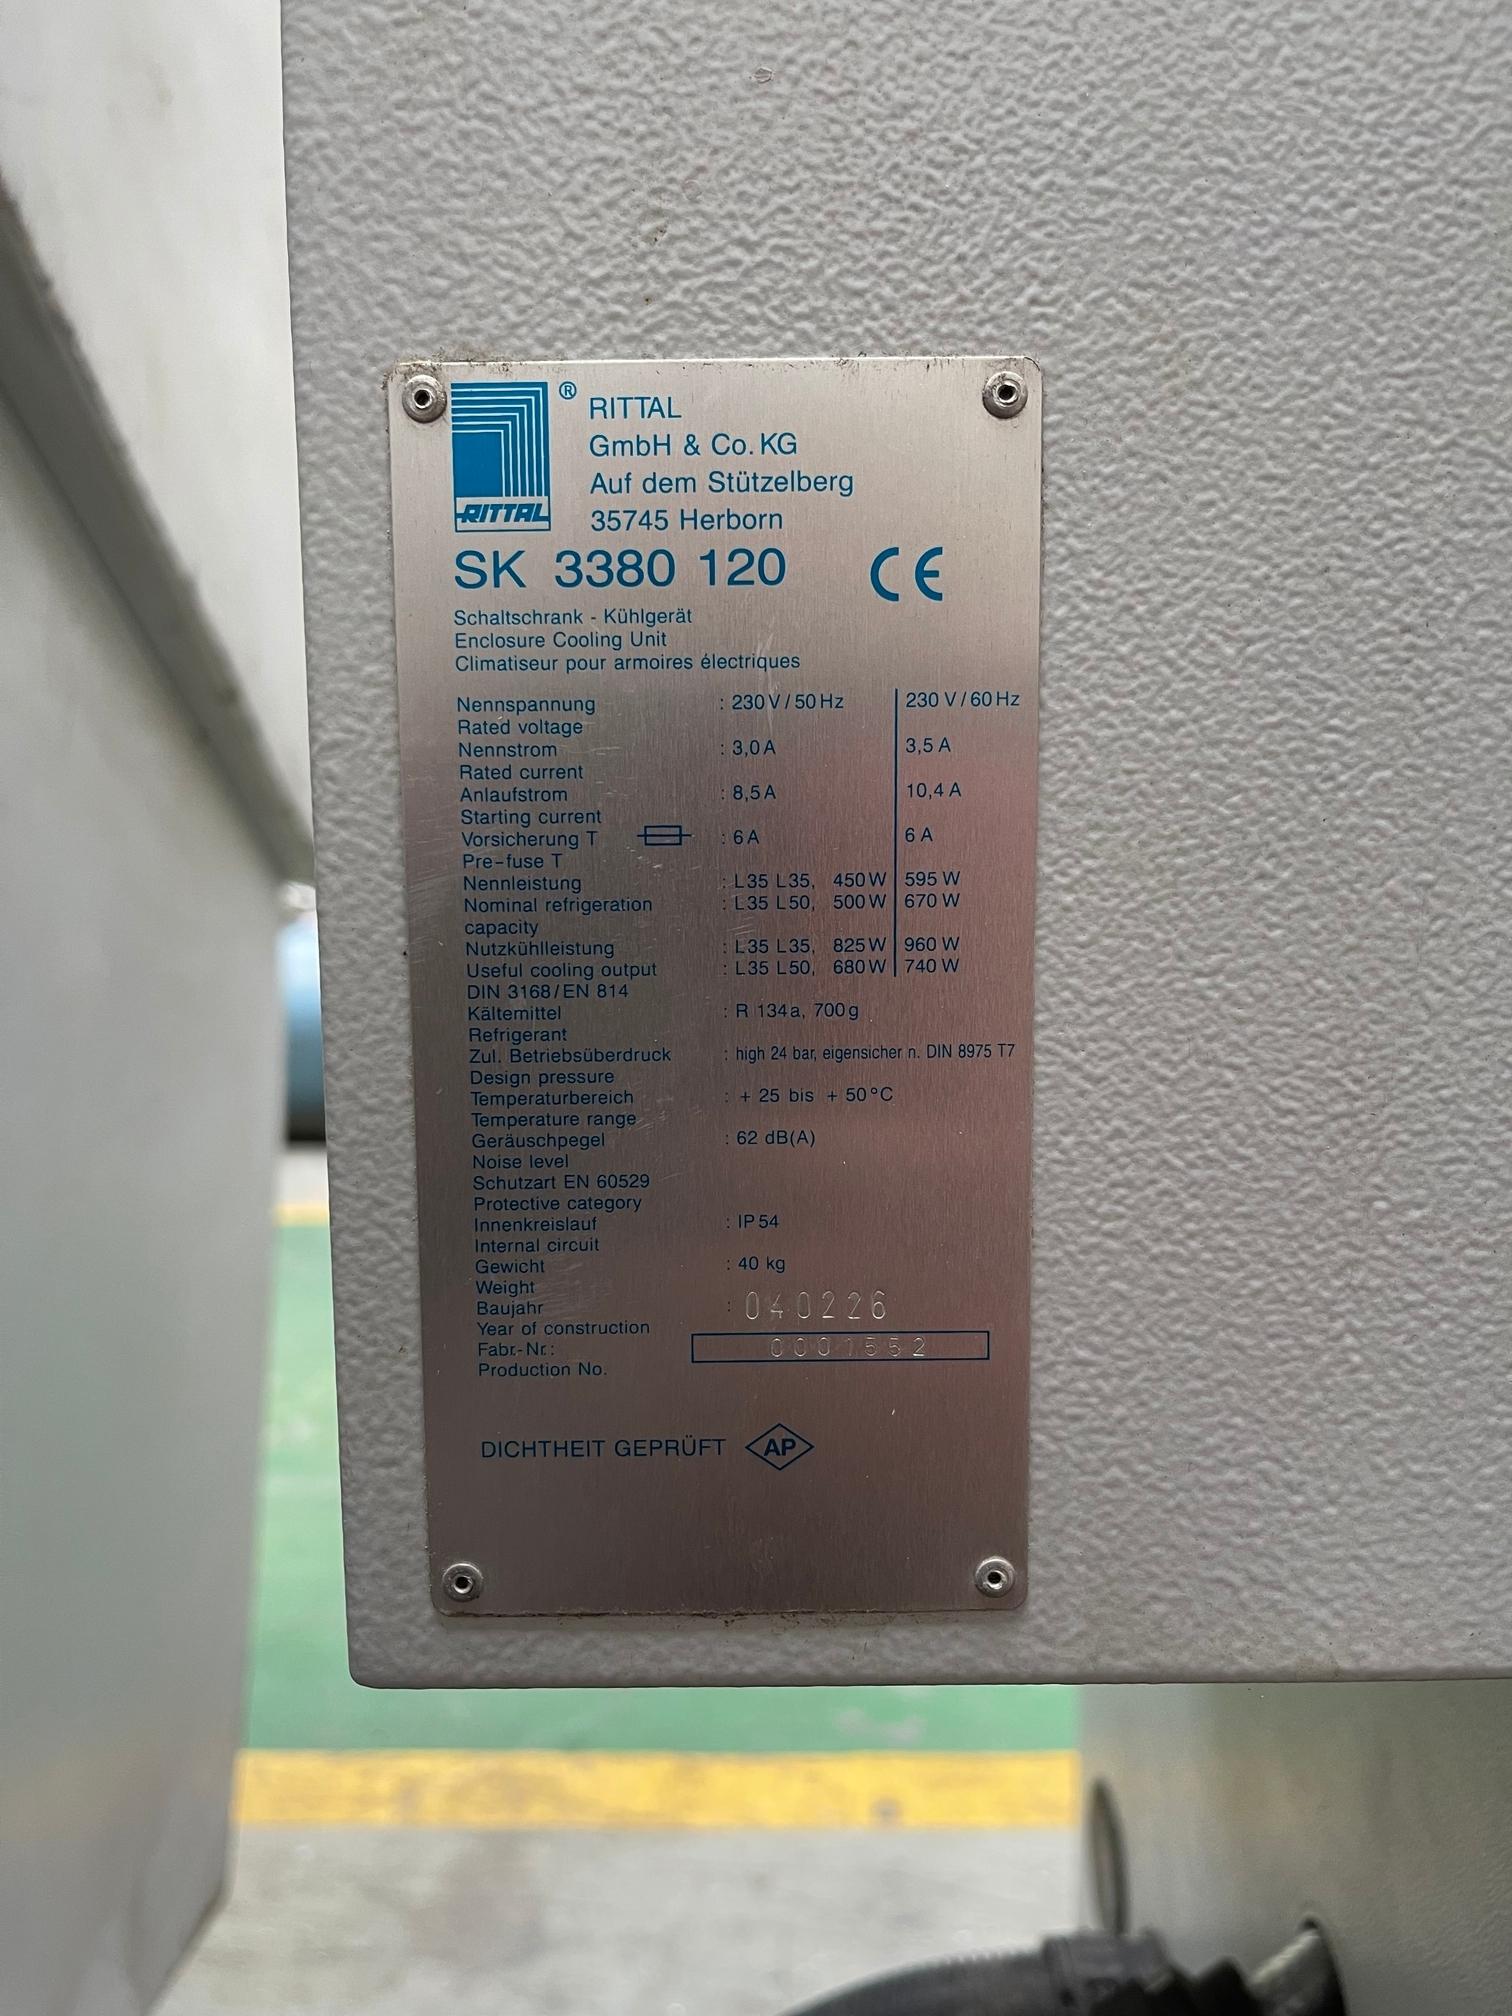 ®
RITTAL
RITTAL
GmbH & Co. KG
Auf dem Stützelberg
35745 Herborn
SK 3380 120 CE
Schaltschrank - Kühlgerät
Enclosure Cooling Unit
Climatiseur pour armoires électriques
Nennspannung : 230 V / 50 Hz 230 V / 60 Hz
Rated voltage
Nennstrom : 3,0 A 3,5 A
Rated current
Anlaufstrom : 8,5 A 10,4 A
Starting current
Vorsicherung T : 6 A 6 A
Pre-fuse T
Nennleistung : L35 L35, 450 W 595 W
Nominal refrigeration : L35 L50, 500 W 670 W
capacity
Nutzkühlleistung : L35 L35, 825 W 960 W
Useful cooling output : L35 L50, 680 W 740 W
DIN 3168/EN 814
Kältemittel : R 134a, 700 g
Refrigerant
Zul. Betriebsüberdruck : high 24 bar, eigensicher n. DIN 8975 T7
Design pressure
Temperaturbereich : + 25 bis + 50°C
Temperature range
Geräuschpegel : 62 dB(A)
Noise level
Schutzart EN 60529
Protective category
Innenkreislauf : IP 54
Internal circuit
Gewicht : 40 kg
Weight
Baujahr : 040226
Year of construction
Fabr.-Nr.: 0001552
Production No.
DICHTHEIT GEPRÜFT AP